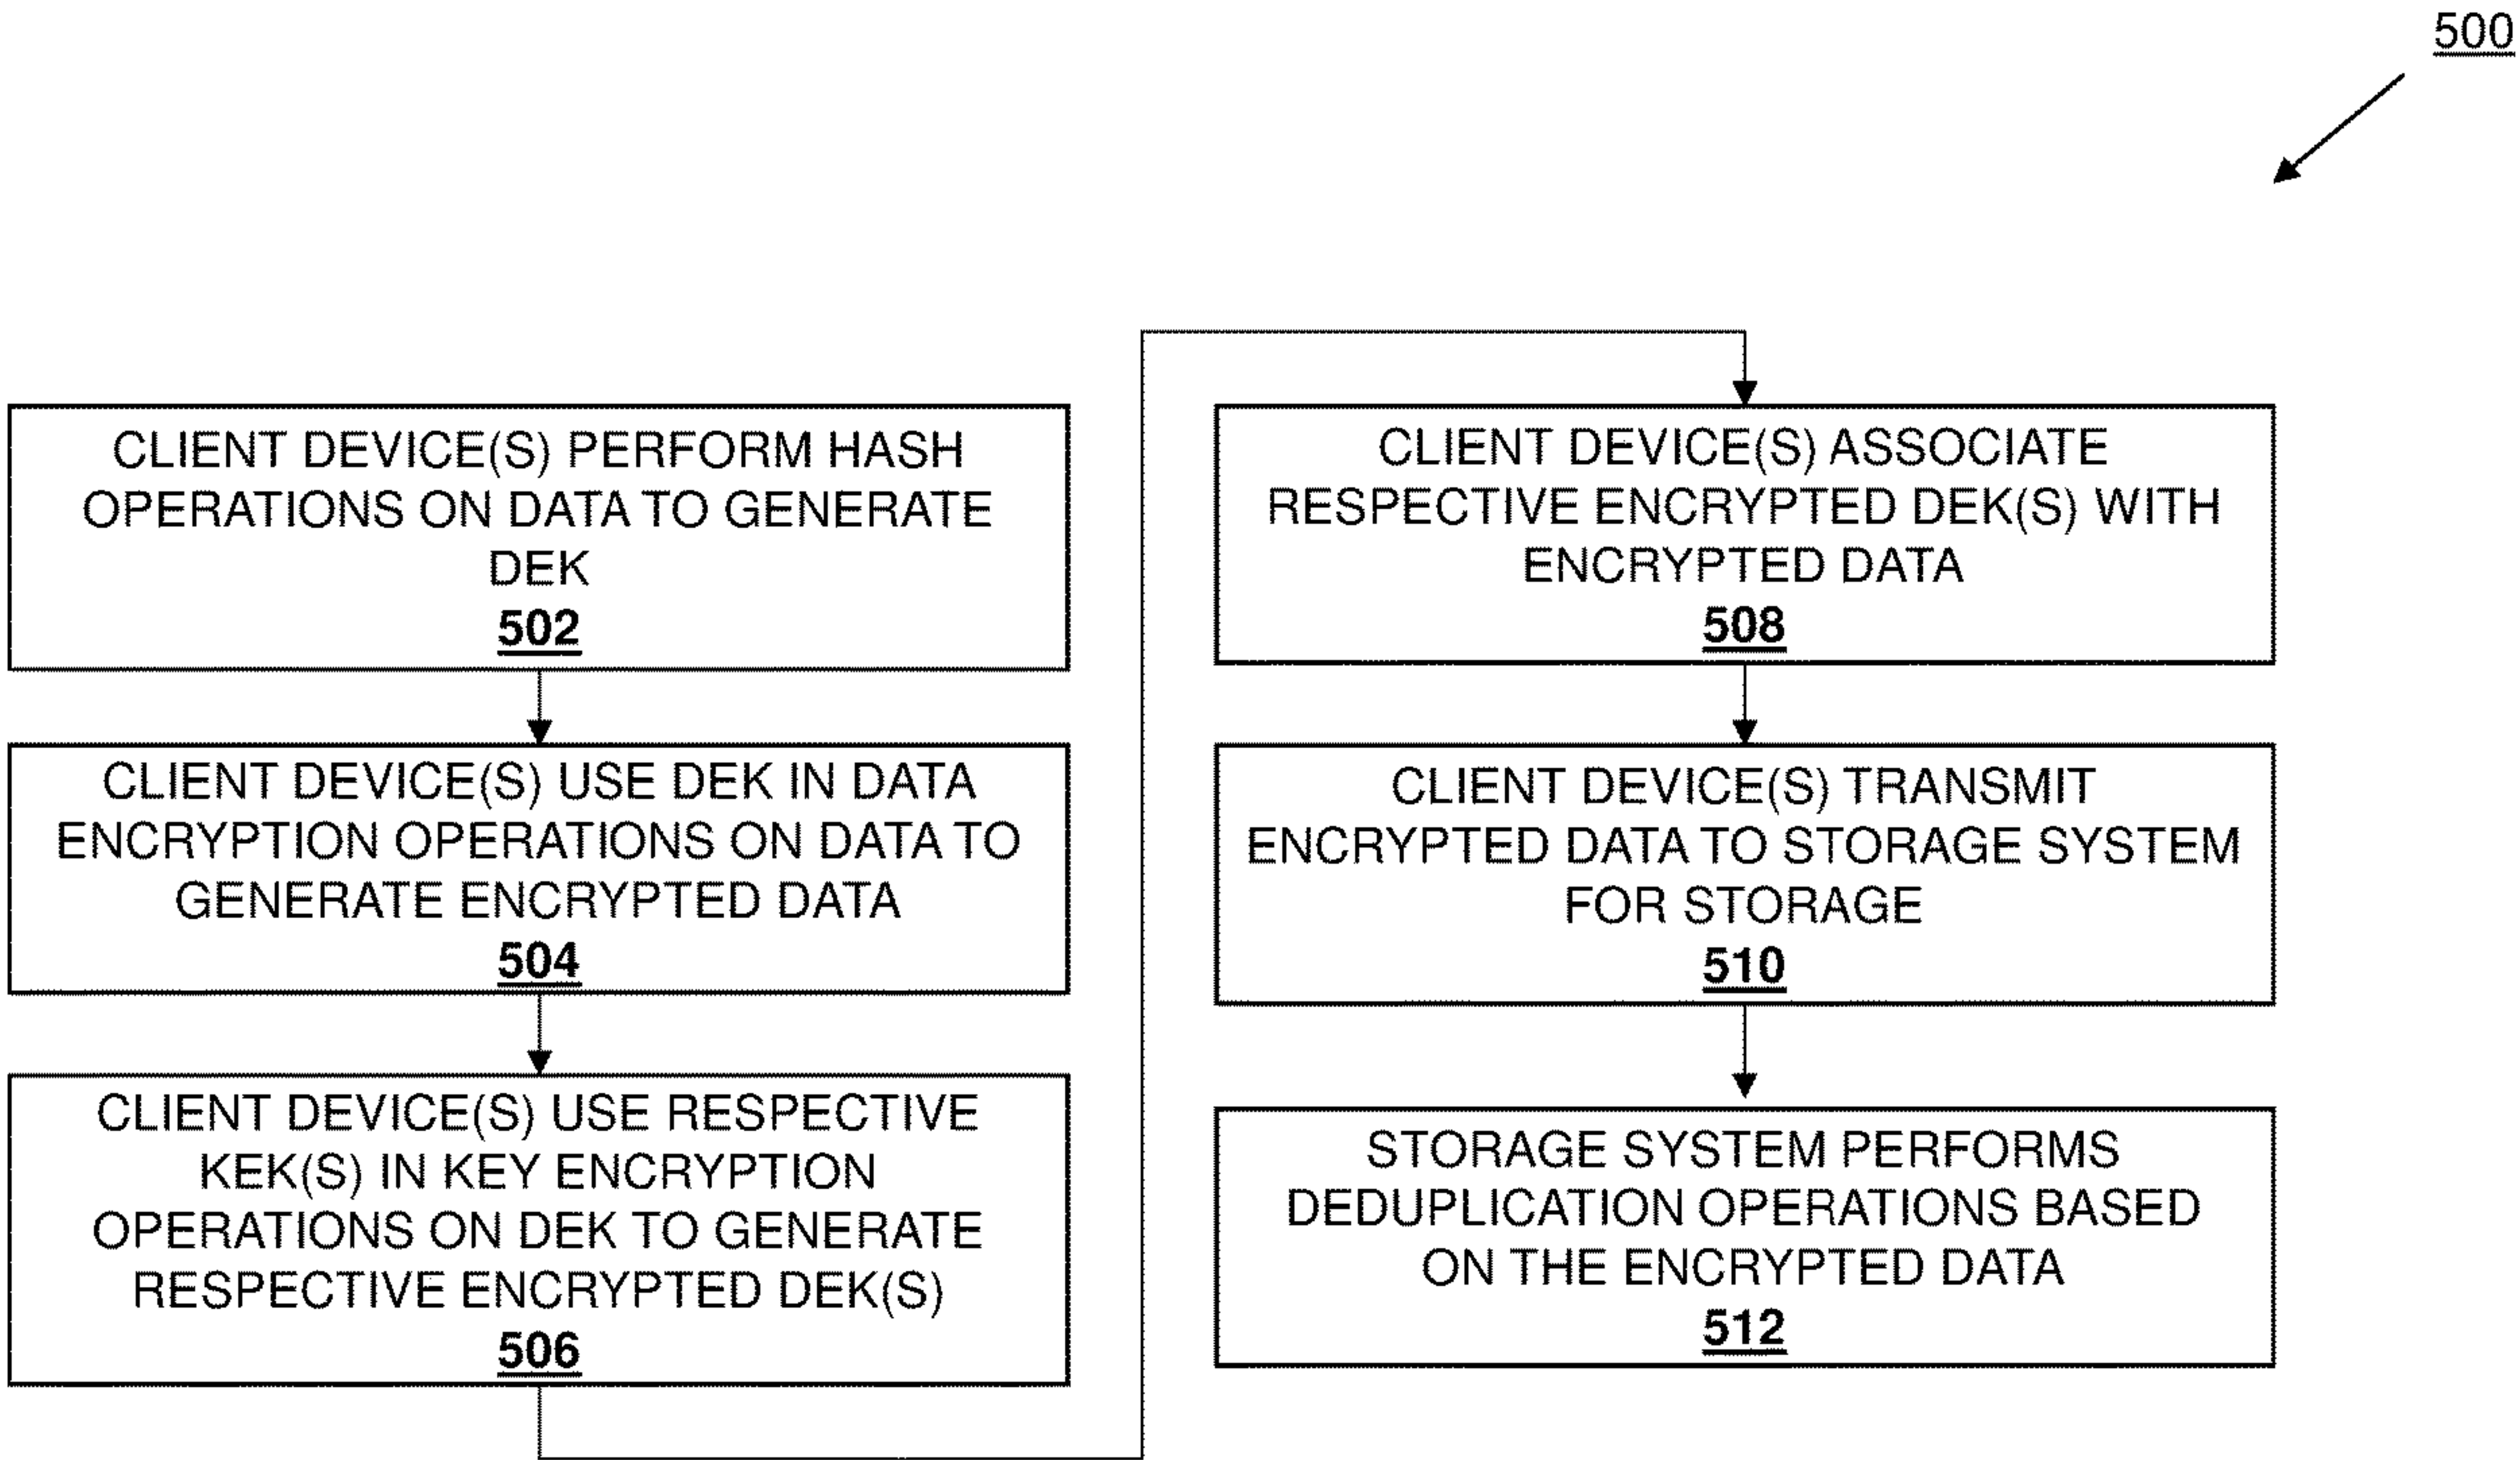 500
CLIENT DEVICE(S) PERFORM HASH
OPERATIONS ON DATA TO GENERATE
DEK
502
CLIENT DEVICE(S) USE DEK IN DATA
ENCRYPTION OPERATIONS ON DATA TO
GENERATE ENCRYPTED DATA
504
CLIENT DEVICE(S) USE RESPECTIVE
KEK(S) IN KEY ENCRYPTION
OPERATIONS ON DEK TO GENERATE
RESPECTIVE ENCRYPTED DEK(S)
506
CLIENT DEVICE(S) ASSOCIATE
RESPECTIVE ENCRYPTED DEK(S) WITH
ENCRYPTED DATA
508
CLIENT DEVICE(S) TRANSMIT
ENCRYPTED DATA TO STORAGE SYSTEM
FOR STORAGE
510
STORAGE SYSTEM PERFORMS
DEDUPLICATION OPERATIONS BASED
ON THE ENCRYPTED DATA
512